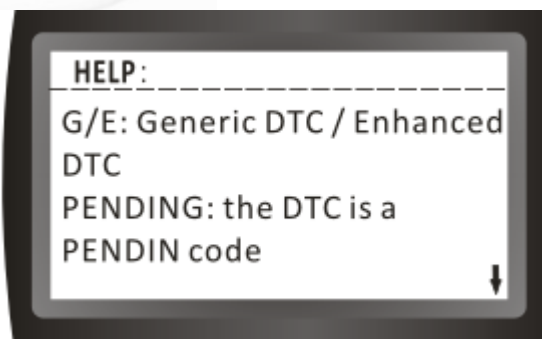 HELP:
G/E: Generic DTC / Enhanced
DTC
PENDING: the DTC is a
PENDIN code